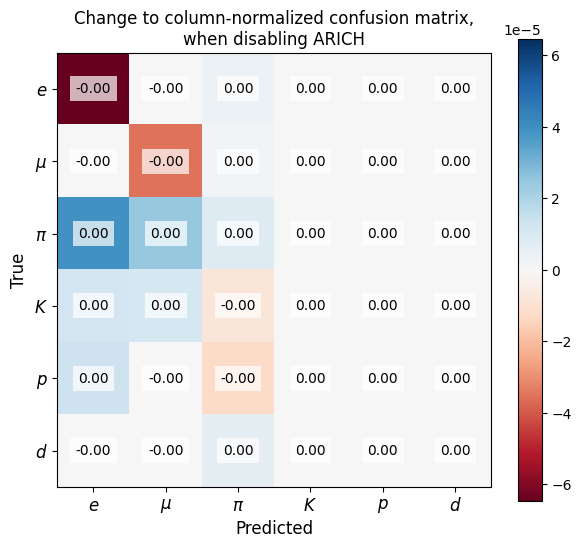 Change to column-normalized confusion matrix,
when disabling ARICH
1e−5
e -0.00 -0.00 0.00 0.00 0.00 0.00
μ -0.00 -0.00 0.00 0.00 0.00 0.00
π 0.00 0.00 0.00 0.00 0.00 0.00
K 0.00 0.00 -0.00 0.00 0.00 0.00
p 0.00 -0.00 -0.00 0.00 0.00 0.00
d -0.00 -0.00 0.00 0.00 0.00 0.00
e μ π K p d
True
Predicted
6
4
2
0
−2
−4
−6